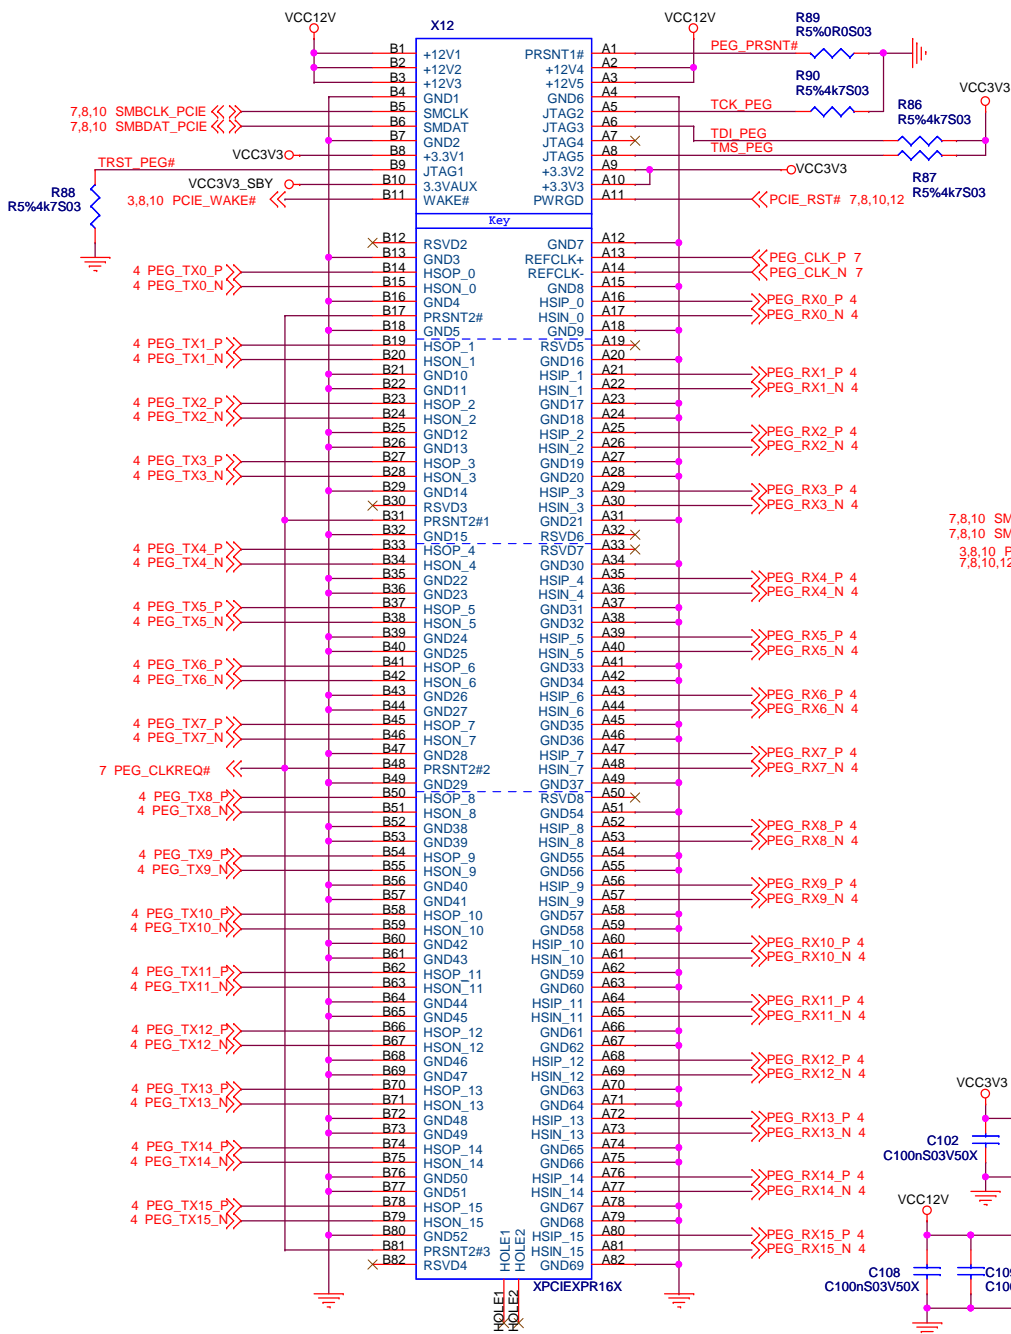 VCC12V X12 VCC12V R89
R5%0R0S03
B1 +12V1 PRSNT1# A1 PEG_PRSNT#
B2 +12V2 +12V4 A2
B3 +12V3 +12V5 A3 R90
B4 GND1 GND6 A4 R5%4k7S03 VCC3V3
7,8,10 SMBCLK_PCIE B5 SMCLK JTAG2 A5 TCK_PEG R86
7,8,10 SMBDAT_PCIE B6 SMDAT JTAG3 A6 R5%4k7S03
B7 GND2 JTAG4 A7 TDI_PEG
VCC3V3 B8 +3.3V1 JTAG5 A8 TMS_PEG
TRST_PEG# B9 JTAG1 +3.3V2 A9 VCC3V3 R87
R88 VCC3V3_SBY B10 3.3VAUX +3.3V3 A10 R5%4k7S03
R5%4k7S03 3,8,10 PCIE_WAKE# B11 WAKE# PWRGD A11 PCIE_RST# 7,8,10,12
Key
B12 RSVD2 GND7 A12
B13 GND3 REFCLK+ A13 PEG_CLK_P 7
4 PEG_TX0_P B14 HSOP_0 REFCLK- A14 PEG_CLK_N 7
4 PEG_TX0_N B15 HSON_0 GND8 A15
B16 GND4 HSIP_0 A16 PEG_RX0_P 4
B17 PRSNT2# HSIN_0 A17 PEG_RX0_N 4
B18 GND5 GND9 A18
4 PEG_TX1_P B19 HSOP_1 RSVD5 A19
4 PEG_TX1_N B20 HSON_1 GND16 A20
B21 GND10 HSIP_1 A21 PEG_RX1_P 4
B22 GND11 HSIN_1 A22 PEG_RX1_N 4
4 PEG_TX2_P B23 HSOP_2 GND17 A23
4 PEG_TX2_N B24 HSON_2 GND18 A24
B25 GND12 HSIP_2 A25 PEG_RX2_P 4
B26 GND13 HSIN_2 A26 PEG_RX2_N 4
4 PEG_TX3_P B27 HSOP_3 GND19 A27
4 PEG_TX3_N B28 HSON_3 GND20 A28
B29 GND14 HSIP_3 A29 PEG_RX3_P 4
B30 RSVD3 HSIN_3 A30 PEG_RX3_N 4
B31 PRSNT2#1 GND21 A31 7,8,10 SM
B32 GND15 RSVD6 A32 7,8,10 SM
4 PEG_TX4_P B33 HSOP_4 RSVD7 A33 3,8,10 P
4 PEG_TX4_N B34 HSON_4 GND30 A34 7,8,10,12
B35 GND22 HSIP_4 A35 PEG_RX4_P 4
B36 GND23 HSIN_4 A36 PEG_RX4_N 4
4 PEG_TX5_P B37 HSOP_5 GND31 A37
4 PEG_TX5_N B38 HSON_5 GND32 A38
B39 GND24 HSIP_5 A39 PEG_RX5_P 4
B40 GND25 HSIN_5 A40 PEG_RX5_N 4
4 PEG_TX6_P B41 HSOP_6 GND33 A41
4 PEG_TX6_N B42 HSON_6 GND34 A42
B43 GND26 HSIP_6 A43 PEG_RX6_P 4
B44 GND27 HSIN_6 A44 PEG_RX6_N 4
4 PEG_TX7_P B45 HSOP_7 GND35 A45
4 PEG_TX7_N B46 HSON_7 GND36 A46
B47 GND28 HSIP_7 A47 PEG_RX7_P 4
7 PEG_CLKREQ# B48 PRSNT2#2 HSIN_7 A48 PEG_RX7_N 4
B49 GND29 GND37 A49
4 PEG_TX8_P B50 HSOP_8 RSVD8 A50
4 PEG_TX8_N B51 HSON_8 GND54 A51
B52 GND38 HSIP_8 A52 PEG_RX8_P 4
B53 GND39 HSIN_8 A53 PEG_RX8_N 4
4 PEG_TX9_P B54 HSOP_9 GND55 A54
4 PEG_TX9_N B55 HSON_9 GND56 A55
B56 GND40 HSIP_9 A56 PEG_RX9_P 4
B57 GND41 HSIN_9 A57 PEG_RX9_N 4
4 PEG_TX10_P B58 HSOP_10 GND57 A58
4 PEG_TX10_N B59 HSON_10 GND58 A59
B60 GND42 HSIP_10 A60 PEG_RX10_P 4
B61 GND43 HSIN_10 A61 PEG_RX10_N 4
4 PEG_TX11_P B62 HSOP_11 GND59 A62
4 PEG_TX11_N B63 HSON_11 GND60 A63
B64 GND44 HSIP_11 A64 PEG_RX11_P 4
B65 GND45 HSIN_11 A65 PEG_RX11_N 4
4 PEG_TX12_P B66 HSOP_12 GND61 A66
4 PEG_TX12_N B67 HSON_12 GND62 A67
B68 GND46 HSIP_12 A68 PEG_RX12_P 4
B69 GND47 HSIN_12 A69 PEG_RX12_N 4
4 PEG_TX13_P B70 HSOP_13 GND63 A70 VCC3V3
4 PEG_TX13_N B71 HSON_13 GND64 A71
B72 GND48 HSIP_13 A72 PEG_RX13_P 4
B73 GND49 HSIN_13 A73 PEG_RX13_N 4
4 PEG_TX14_P B74 HSOP_14 GND65 A74 C102
4 PEG_TX14_N B75 HSON_14 GND66 A75 C100nS03V50X
B76 GND50 HSIP_14 A76 PEG_RX14_P 4
B77 GND51 HSIN_14 A77 PEG_RX14_N 4
4 PEG_TX15_P B78 HSOP_15 GND67 A78 VCC12V
4 PEG_TX15_N B79 HSON_15 GND68 A79
B80 GND52 HSIP_15 A80 PEG_RX15_P 4
B81 PRSNT2#3 HSIN_15 A81 PEG_RX15_N 4
B82 RSVD4 HOLE1 HOLE2 GND69 A82
XPCIEXPR16X
C108 C109
C100nS03V50X C100
HOLE1 HOLE2